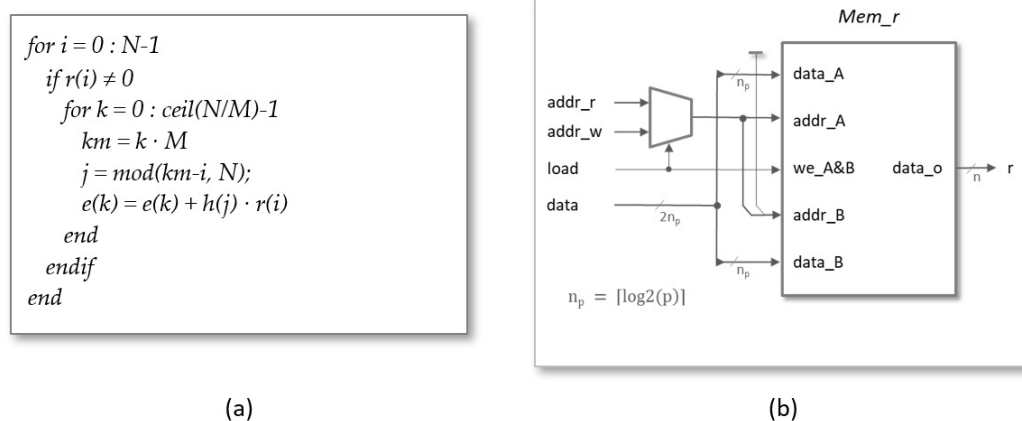 for i = 0 : N-1
if r(i) ≠ 0
for k = 0 : ceil(N/M)-1
km = k · M
j = mod(km-i, N);
e(k) = e(k) + h(j) · r(i)
end
endif
end
(a)
Mem_r
n_p
data_A
addr_r
addr_A
addr_w
load
we_A&B
data_o
n
r
data
2n_p
addr_B
n_p
data_B
n_p = ⌈log2(p)⌉
(b)